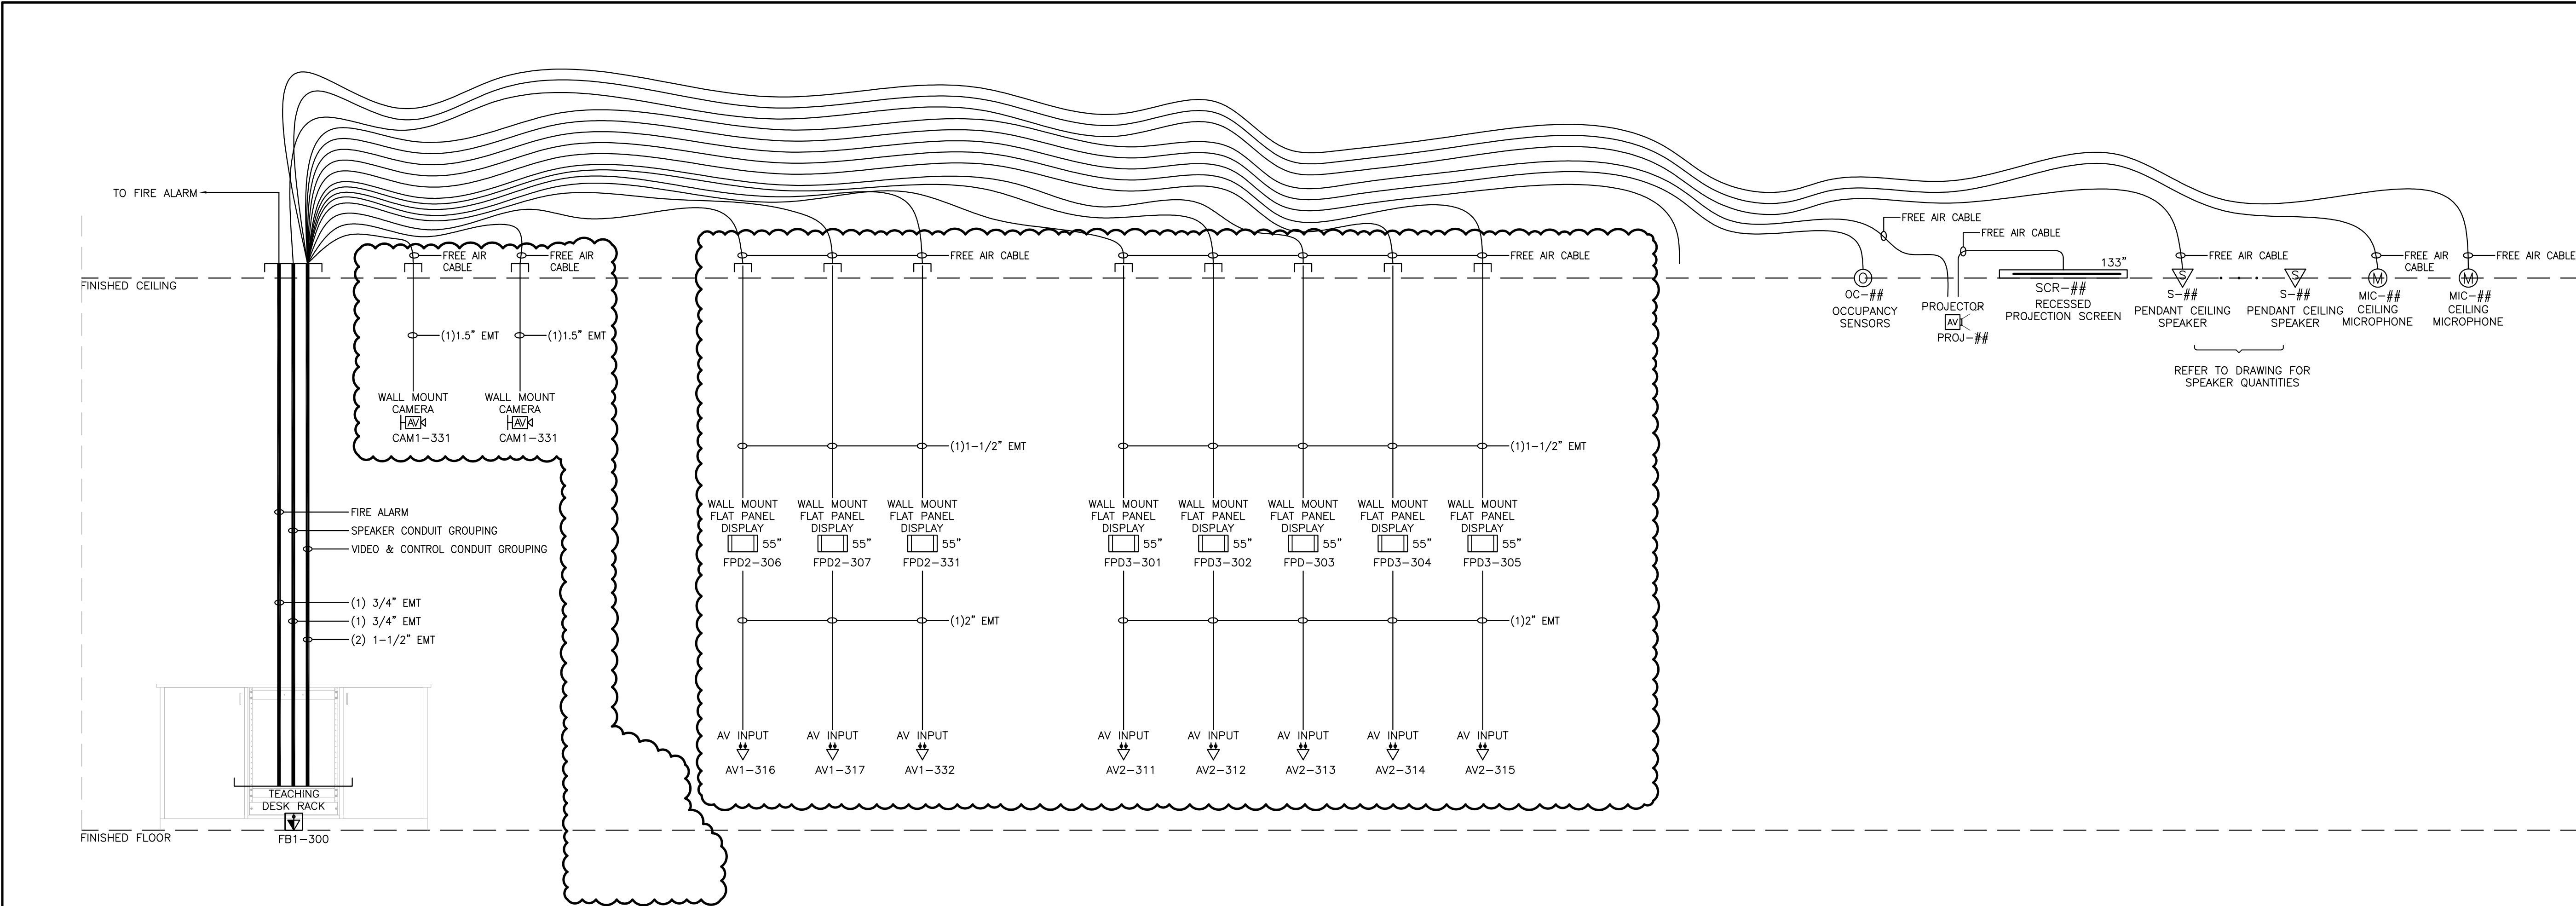 TO FIRE ALARM
FINISHED CEILING
FREE AIR
CABLE
FREE AIR
CABLE
(1)1.5" EMT
(1)1.5" EMT
WALL MOUNT
CAMERA
AV
CAM1-331
WALL MOUNT
CAMERA
AV
CAM1-331
FIRE ALARM
SPEAKER CONDUIT GROUPING
VIDEO & CONTROL CONDUIT GROUPING
(1) 3/4" EMT
(1) 3/4" EMT
(2) 1-1/2" EMT
TEACHING
DESK RACK
FINISHED FLOOR
FB1-300
FREE AIR CABLE
(1)1-1/2" EMT
WALL MOUNT
FLAT PANEL
DISPLAY
55"
FPD2-306
WALL MOUNT
FLAT PANEL
DISPLAY
55"
FPD2-307
WALL MOUNT
FLAT PANEL
DISPLAY
55"
FPD2-331
(1)2" EMT
AV INPUT
AV1-316
AV INPUT
AV1-317
AV INPUT
AV1-332
FREE AIR CABLE
(1)1-1/2" EMT
WALL MOUNT
FLAT PANEL
DISPLAY
55"
FPD3-301
WALL MOUNT
FLAT PANEL
DISPLAY
55"
FPD3-302
WALL MOUNT
FLAT PANEL
DISPLAY
55"
FPD-303
WALL MOUNT
FLAT PANEL
DISPLAY
55"
FPD3-304
WALL MOUNT
FLAT PANEL
DISPLAY
55"
FPD3-305
(1)2" EMT
AV INPUT
AV2-311
AV INPUT
AV2-312
AV INPUT
AV2-313
AV INPUT
AV2-314
AV INPUT
AV2-315
FREE AIR CABLE
FREE AIR CABLE
O
OC-##
OCCUPANCY
SENSORS
PROJECTOR
AV
PROJ-##
133"
SCR-##
RECESSED
PROJECTION SCREEN
FREE AIR CABLE
S
S-##
PENDANT CEILING
SPEAKER
S
S-##
PENDANT CEILING
SPEAKER
REFER TO DRAWING FOR
SPEAKER QUANTITIES
FREE AIR
CABLE
M
MIC-##
CEILING
MICROPHONE
FREE AIR CABLE
M
MIC-##
CEILING
MICROPHONE